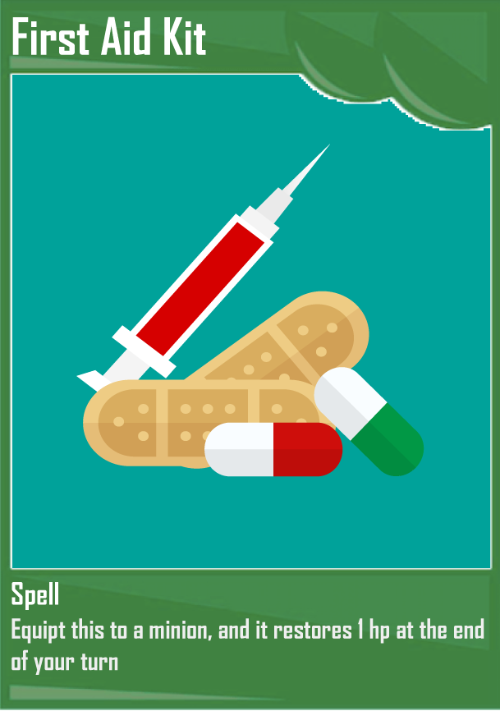 First Aid Kit
Spell
Equipt this to a minion, and it restores 1 hp at the end
of your turn